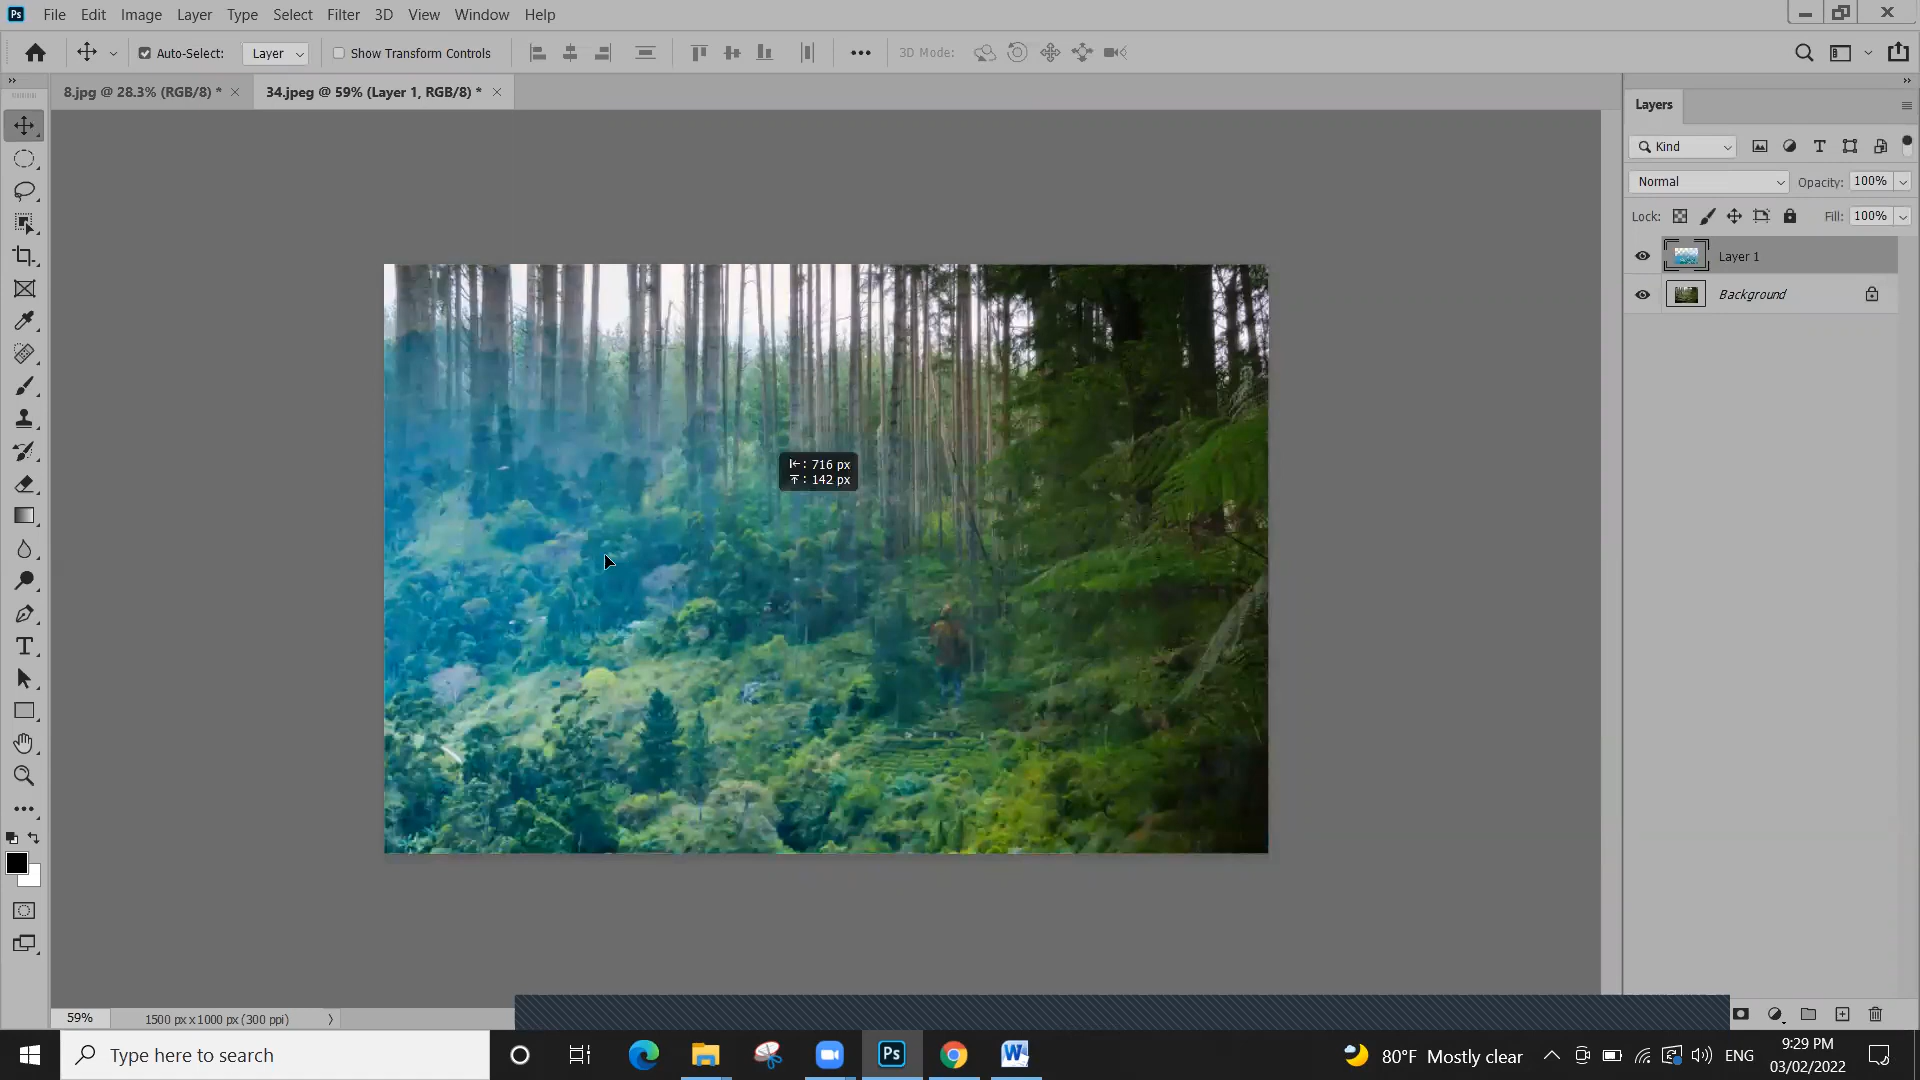 Ps File Edit Image Layer Type Select Filter 3D View Window Help
Auto-Select: Layer Show Transform Controls 3D Mode:
8.jpg @ 28.3% (RGB/8) * 34.jpeg @ 59% (Layer 1, RGB/8) *
Layers
Kind
Normal Opacity: 100%
Lock: Fill: 100%
Layer 1
Background
: 716 px
: 142 px
59% 1500 px x 1000 px (300 ppi)
Type here to search
Ps
W
80°F Mostly clear
ENG
9:29 PM
03/02/2022